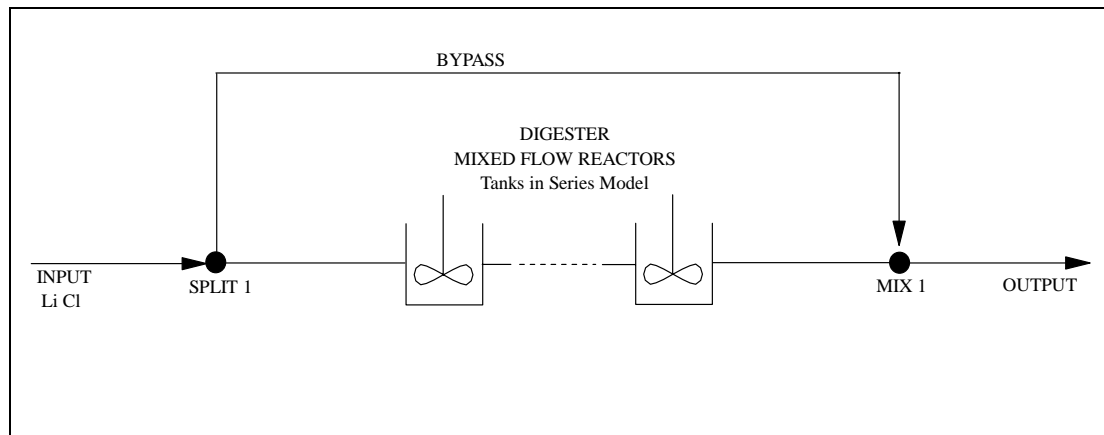 BYPASS
DIGESTER
MIXED FLOW REACTORS
Tanks in Series Model
INPUT
Li Cl
SPLIT 1
MIX 1
OUTPUT